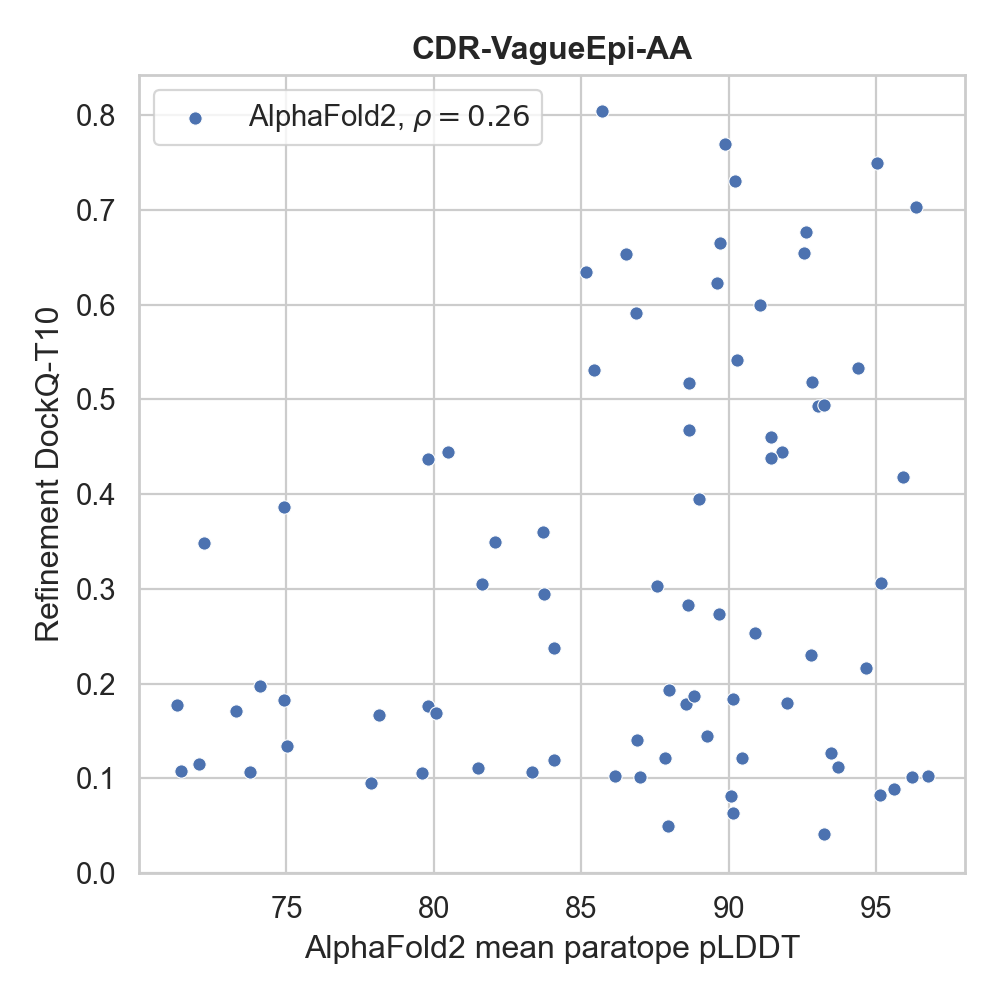 CDR-VagueEpi-AA
AlphaFold2, ρ = 0.26
Refinement DockQ-T10
0.8
0.7
0.6
0.5
0.4
0.3
0.2
0.1
0.0
75 80 85 90 95
AlphaFold2 mean paratope pLDDT